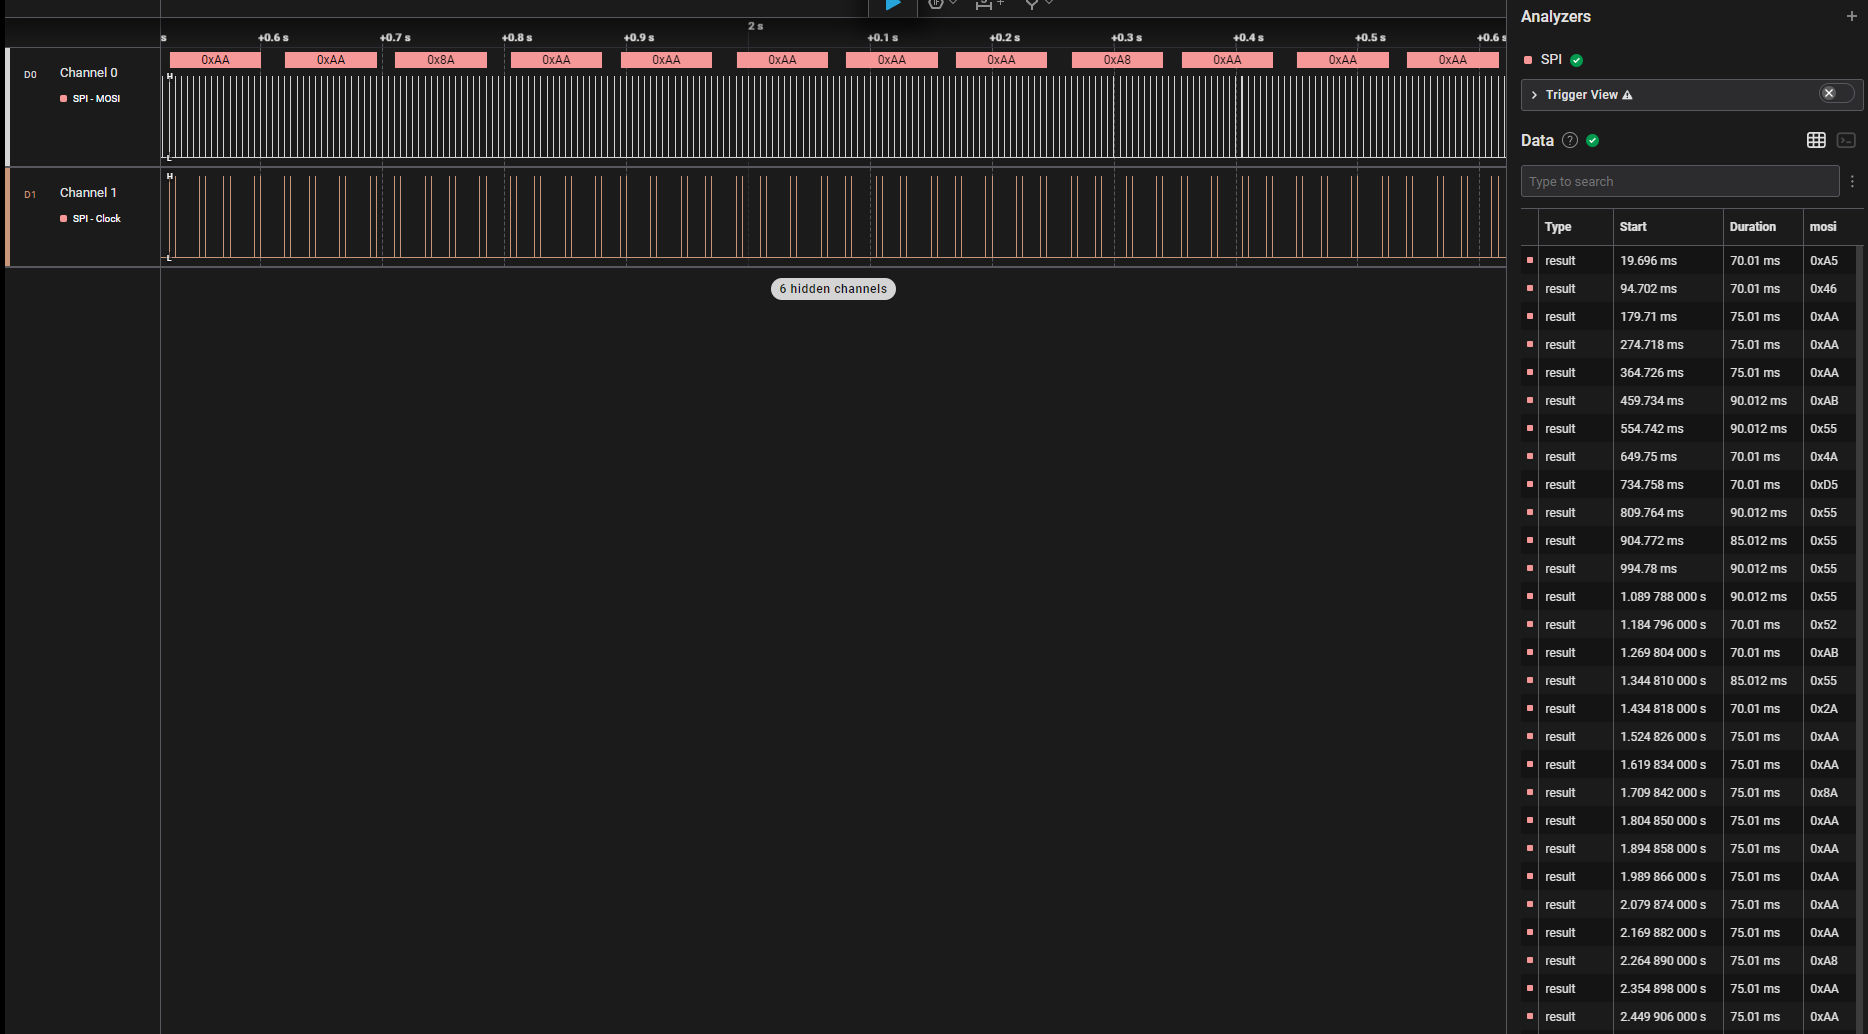 2 s
s +0.6 s +0.7 s +0.8 s +0.9 s +0.1 s +0.2 s +0.3 s +0.4 s +0.5 s +0.6 s
0xAA 0xAA 0x8A 0xAA 0xAA 0xAA 0xAA 0xAA 0xA8 0xAA 0xAA 0xAA
D0 Channel 0 H
SPI - MOSI
L
D1 Channel 1 H
SPI - Clock
L
6 hidden channels
Analyzers +
SPI
Trigger View
Data ?
Type to search
Type Start Duration mosi
result 19.696 ms 70.01 ms 0xA5
result 94.702 ms 70.01 ms 0x46
result 179.71 ms 75.01 ms 0xAA
result 274.718 ms 75.01 ms 0xAA
result 364.726 ms 75.01 ms 0xAA
result 459.734 ms 90.012 ms 0xAB
result 554.742 ms 90.012 ms 0x55
result 649.75 ms 70.01 ms 0x4A
result 734.758 ms 70.01 ms 0xD5
result 809.764 ms 90.012 ms 0x55
result 904.772 ms 85.012 ms 0x55
result 994.78 ms 90.012 ms 0x55
result 1.089 788 000 s 90.012 ms 0x55
result 1.184 796 000 s 70.01 ms 0x52
result 1.269 804 000 s 70.01 ms 0xAB
result 1.344 810 000 s 85.012 ms 0x55
result 1.434 818 000 s 70.01 ms 0x2A
result 1.524 826 000 s 75.01 ms 0xAA
result 1.619 834 000 s 75.01 ms 0xAA
result 1.709 842 000 s 75.01 ms 0x8A
result 1.804 850 000 s 75.01 ms 0xAA
result 1.894 858 000 s 75.01 ms 0xAA
result 1.989 866 000 s 75.01 ms 0xAA
result 2.079 874 000 s 75.01 ms 0xAA
result 2.169 882 000 s 75.01 ms 0xAA
result 2.264 890 000 s 75.01 ms 0xA8
result 2.354 898 000 s 75.01 ms 0xAA
result 2.449 906 000 s 75.01 ms 0xAA